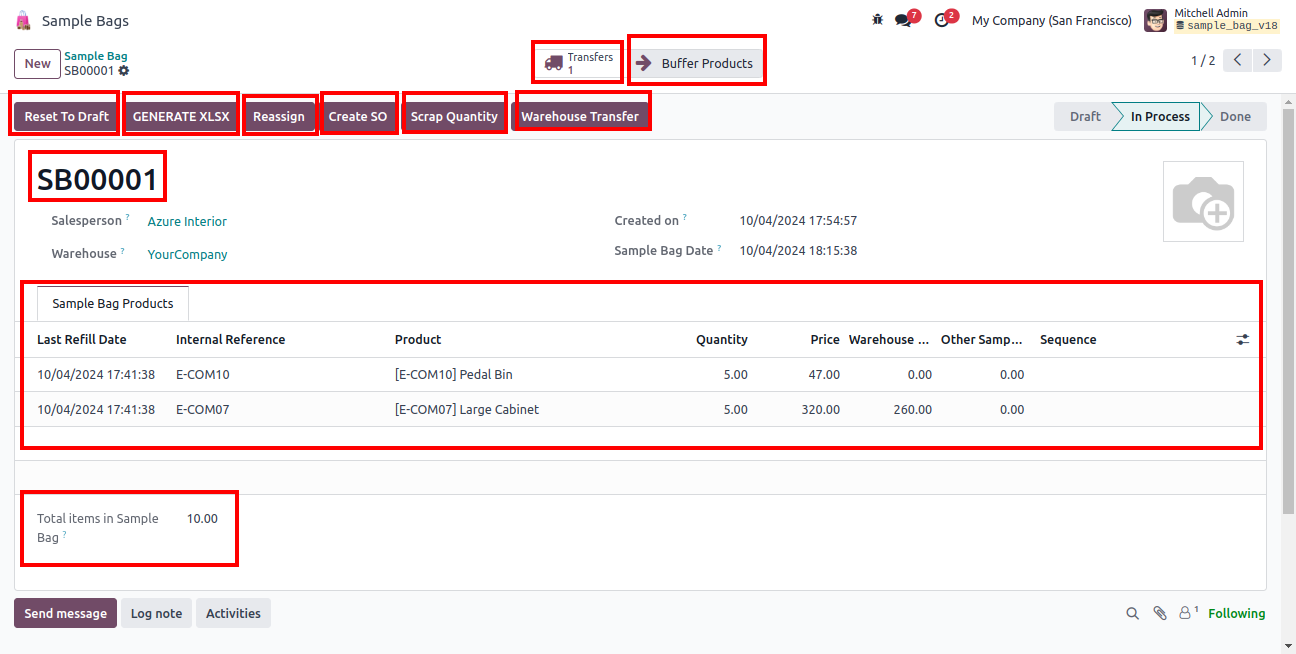 Sample Bags
7
2
My Company (San Francisco)
Mitchell Admin
sample_bag_v18
New
Sample Bag
SB00001
Transfers
1
Buffer Products
1 / 2
Reset To Draft
GENERATE XLSX
Reassign
Create SO
Scrap Quantity
Warehouse Transfer
Draft
In Process
Done
SB00001
Salesperson ?
Azure Interior
Created on ?
10/04/2024 17:54:57
Warehouse ?
YourCompany
Sample Bag Date ?
10/04/2024 18:15:38
Sample Bag Products
Last Refill Date Internal Reference Product Quantity Price Warehouse ... Other Samp... Sequence
10/04/2024 17:41:38 E-COM10 [E-COM10] Pedal Bin 5.00 47.00 0.00 0.00
10/04/2024 17:41:38 E-COM07 [E-COM07] Large Cabinet 5.00 320.00 260.00 0.00
Total items in Sample 10.00
Bag ?
Send message
Log note
Activities
1
Following